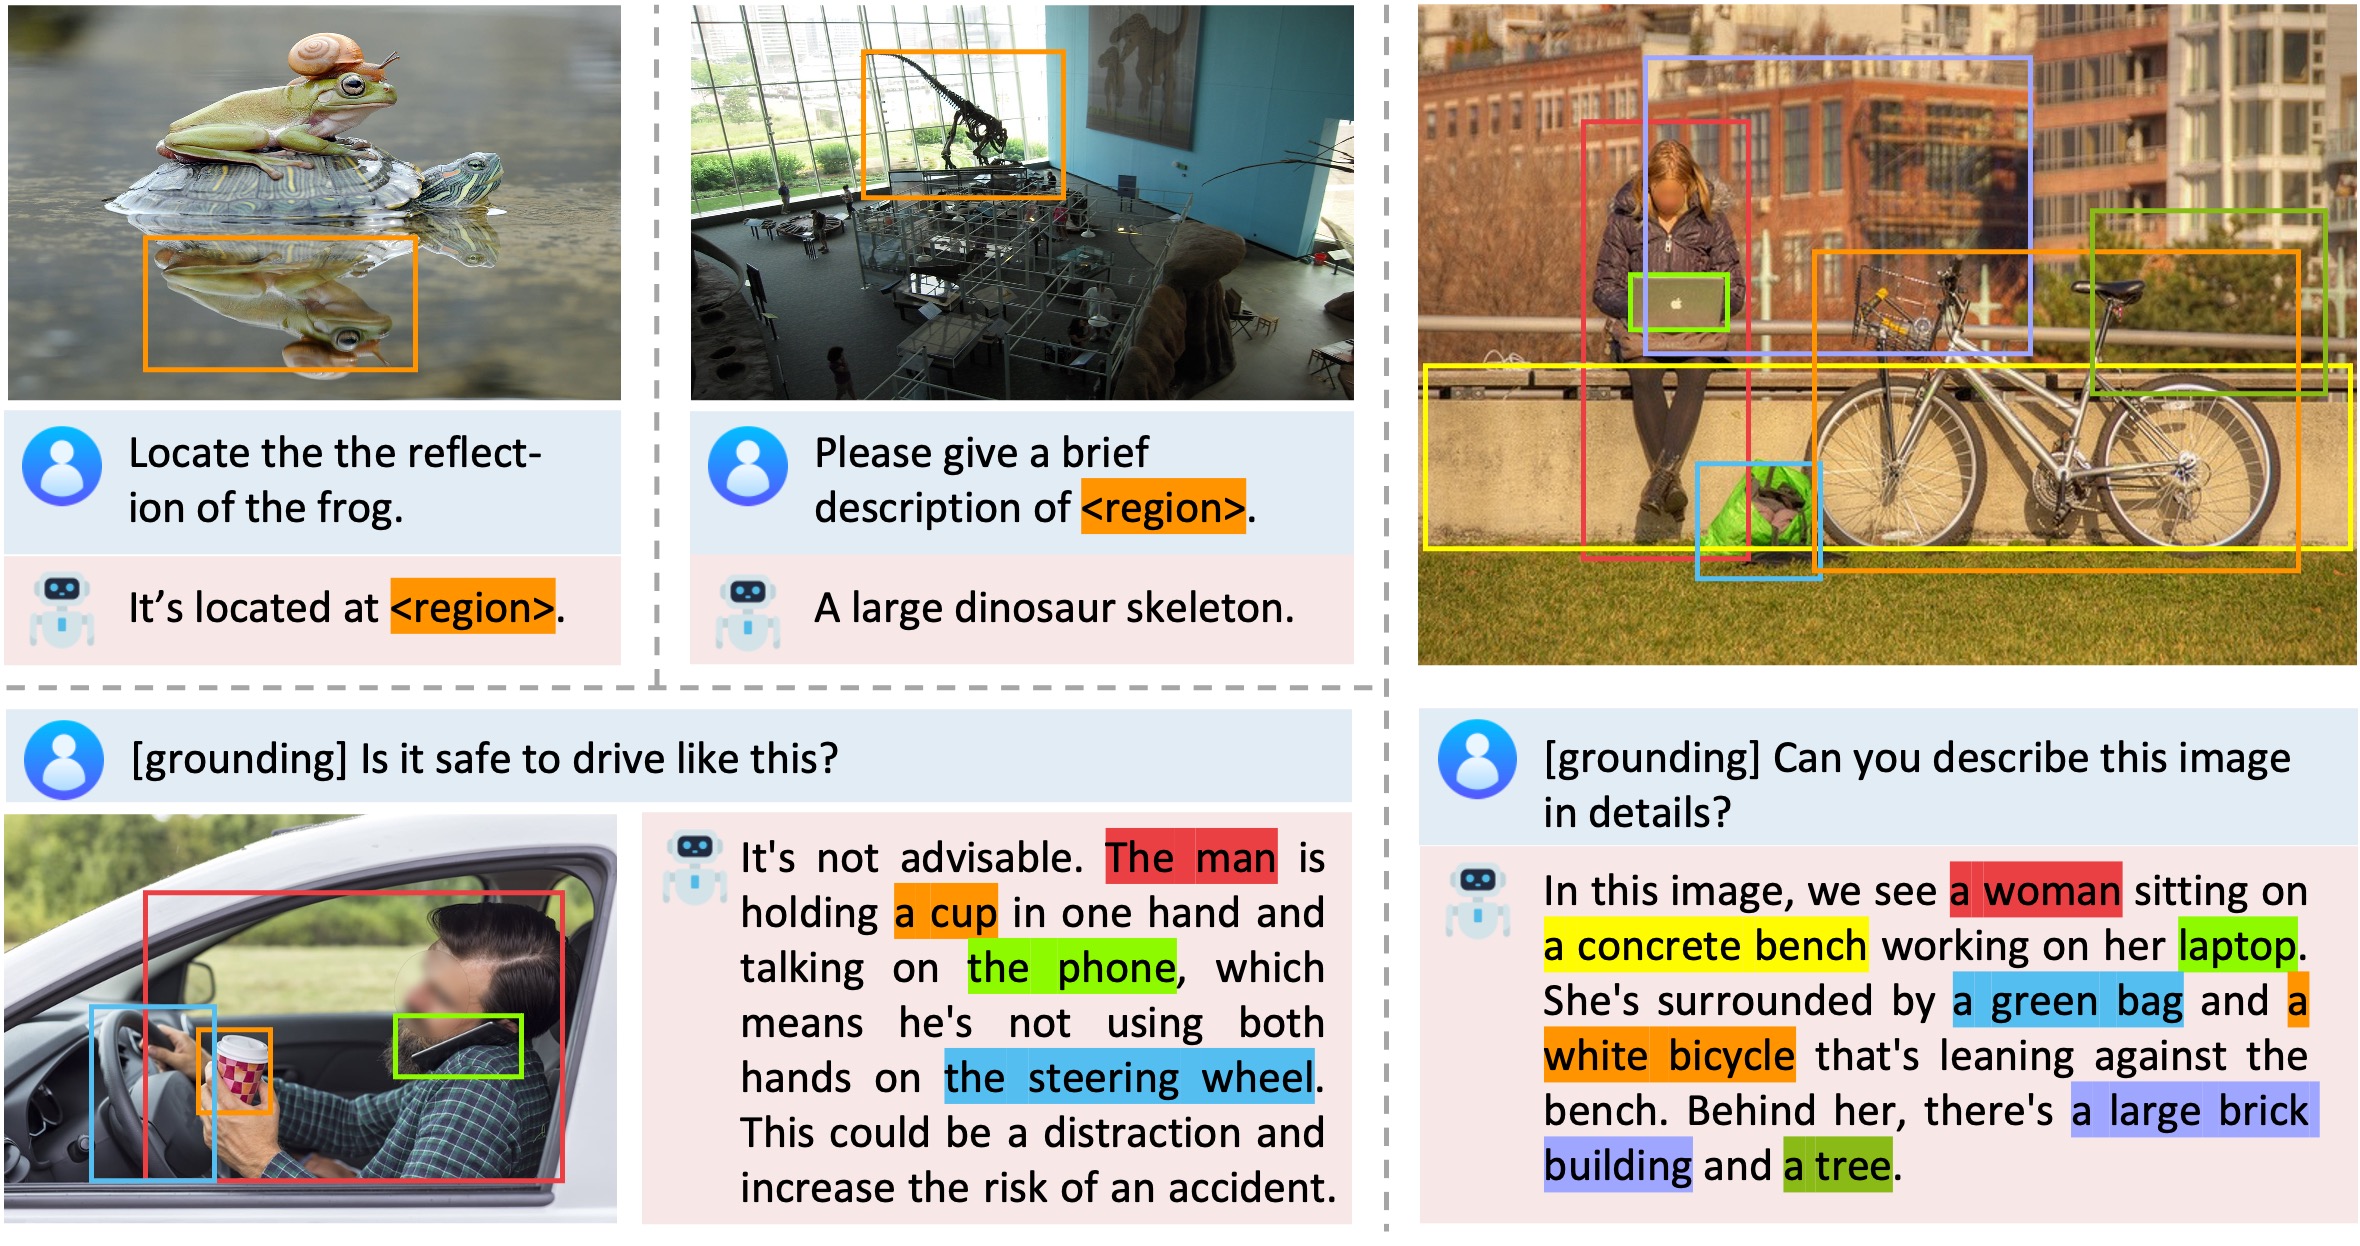 Locate the the reflect-
ion of the frog.
It’s located at <region>.
Please give a brief
description of <region>.
A large dinosaur skeleton.
[grounding] Is it safe to drive like this?
It's not advisable. The man is
holding a cup in one hand and
talking on the phone, which
means he's not using both
hands on the steering wheel.
This could be a distraction and
increase the risk of an accident.
[grounding] Can you describe this image
in details?
In this image, we see a woman sitting on
a concrete bench working on her laptop.
She's surrounded by a green bag and a
white bicycle that's leaning against the
bench. Behind her, there's a large brick
building and a tree.